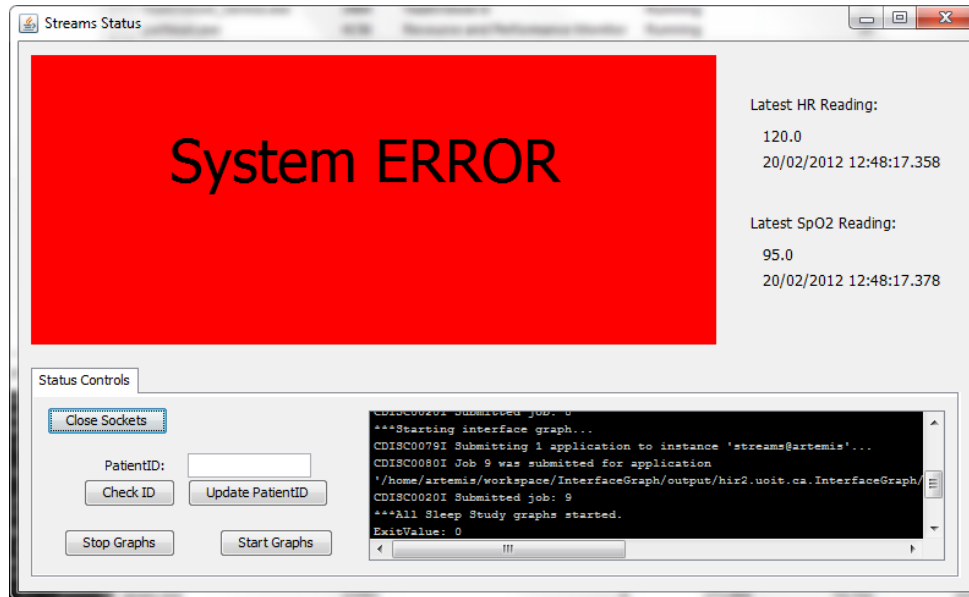 Streams Status
System ERROR
Latest HR Reading:
120.0
20/02/2012 12:48:17.358
Latest SpO2 Reading:
95.0
20/02/2012 12:48:17.378
Status Controls
Close Sockets
PatientID:
Check ID
Update PatientID
Stop Graphs
Start Graphs
CDISC0020I Submitted job:
***Starting interface graph...
CDISC0079I Submitting 1 application to instance 'streams@artemis'...
CDISC0080I Job 9 was submitted for application
'/home/artemis/workspace/InterfaceGraph/output/hir2.uoit.ca.InterfaceGraph/
CDISC0020I Submitted job: 9
***All Sleep Study graphs started.
ExitValue: 0